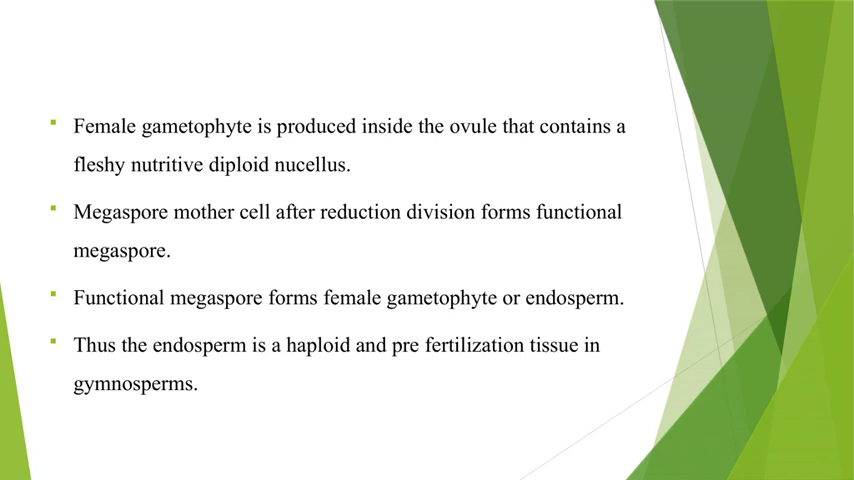 Female gametophyte is produced inside the ovule that contains a
fleshy nutritive diploid nucellus.
Megaspore mother cell after reduction division forms functional
megaspore.
Functional megaspore forms female gametophyte or endosperm.
Thus the endosperm is a haploid and pre fertilization tissue in
gymnosperms.